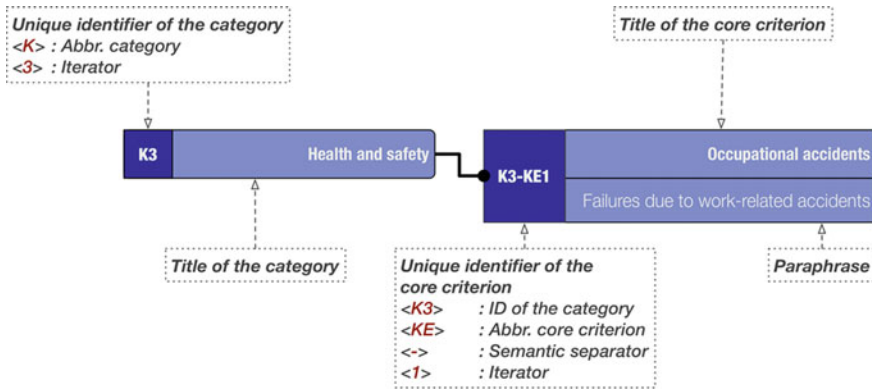 Unique identifier of the category
<K> : Abbr. category
<3> : Iterator
Title of the core criterion
K3
Health and safety
K3-KE1
Occupational accidents
Failures due to work-related accidents
Title of the category
Unique identifier of the
core criterion
<K3> : ID of the category
<KE> : Abbr. core criterion
<-> : Semantic separator
<1> : Iterator
Paraphrase